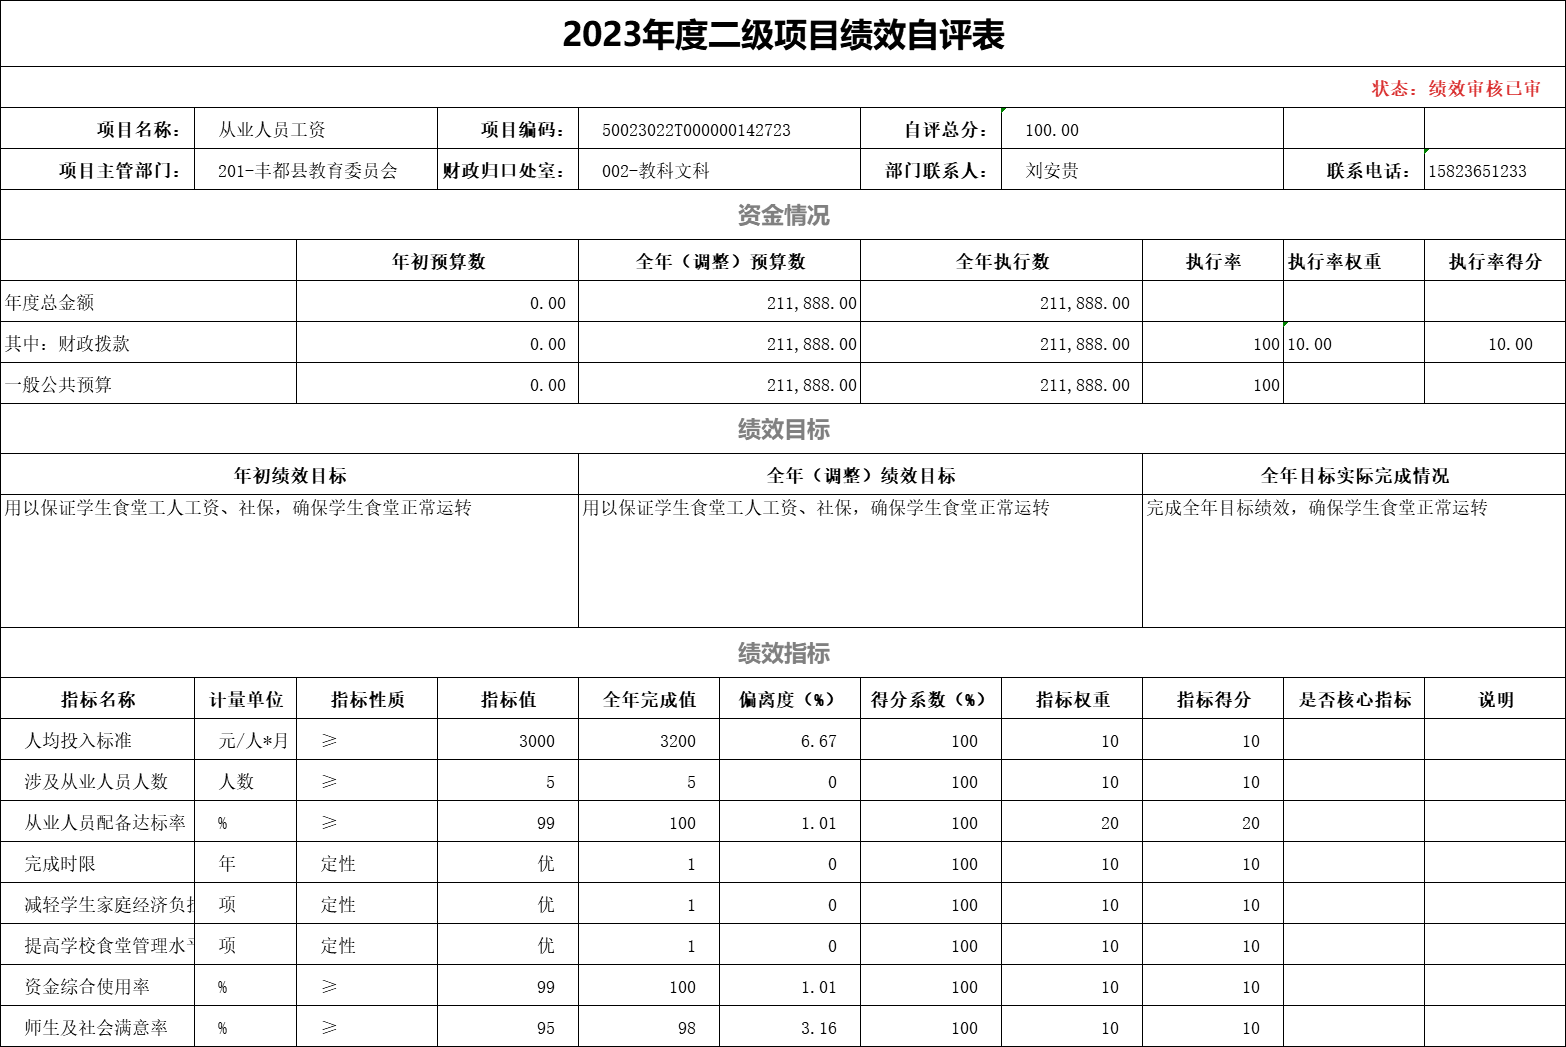 2023年度二级项目绩效自评表
状态：绩效审核已审
项目名称： 从业人员工资 项目编码： 50023022T000000142723 自评总分： 100.00
项目主管部门： 201-丰都县教育委员会 财政归口处室： 002-教科文科 部门联系人： 刘安贵 联系电话： 15823651233
资金情况
年初预算数 全年（调整）预算数 全年执行数 执行率 执行率权重 执行率得分
年度总金额 0.00 211,888.00 211,888.00
其中：财政拨款 0.00 211,888.00 211,888.00 100 10.00 10.00
一般公共预算 0.00 211,888.00 211,888.00 100
绩效目标
年初绩效目标 全年（调整）绩效目标 全年目标实际完成情况
用以保证学生食堂工人工资、社保，确保学生食堂正常运转 用以保证学生食堂工人工资、社保，确保学生食堂正常运转 完成全年目标绩效，确保学生食堂正常运转
绩效指标
指标名称 计量单位 指标性质 指标值 全年完成值 偏离度（%） 得分系数（%） 指标权重 指标得分 是否核心指标 说明
人均投入标准 元/人*月 ≥ 3000 3200 6.67 100 10 10
涉及从业人员人数 人数 ≥ 5 5 0 100 10 10
从业人员配备达标率 % ≥ 99 100 1.01 100 20 20
完成时限 年 定性 优 1 0 100 10 10
减轻学生家庭经济负 项 定性 优 1 0 100 10 10
提高学校食堂管理水 项 定性 优 1 0 100 10 10
资金综合使用率 % ≥ 99 100 1.01 100 10 10
师生及社会满意率 % ≥ 95 98 3.16 100 10 10